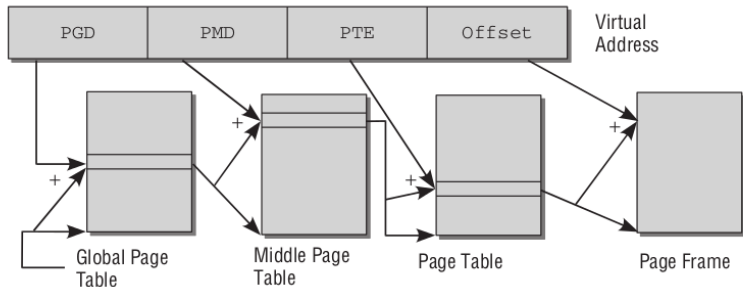 PGD PMD PTE Offset
Virtual
Address
+
+
+
+
Global Page
Table
Middle Page
Table
Page Table
Page Frame